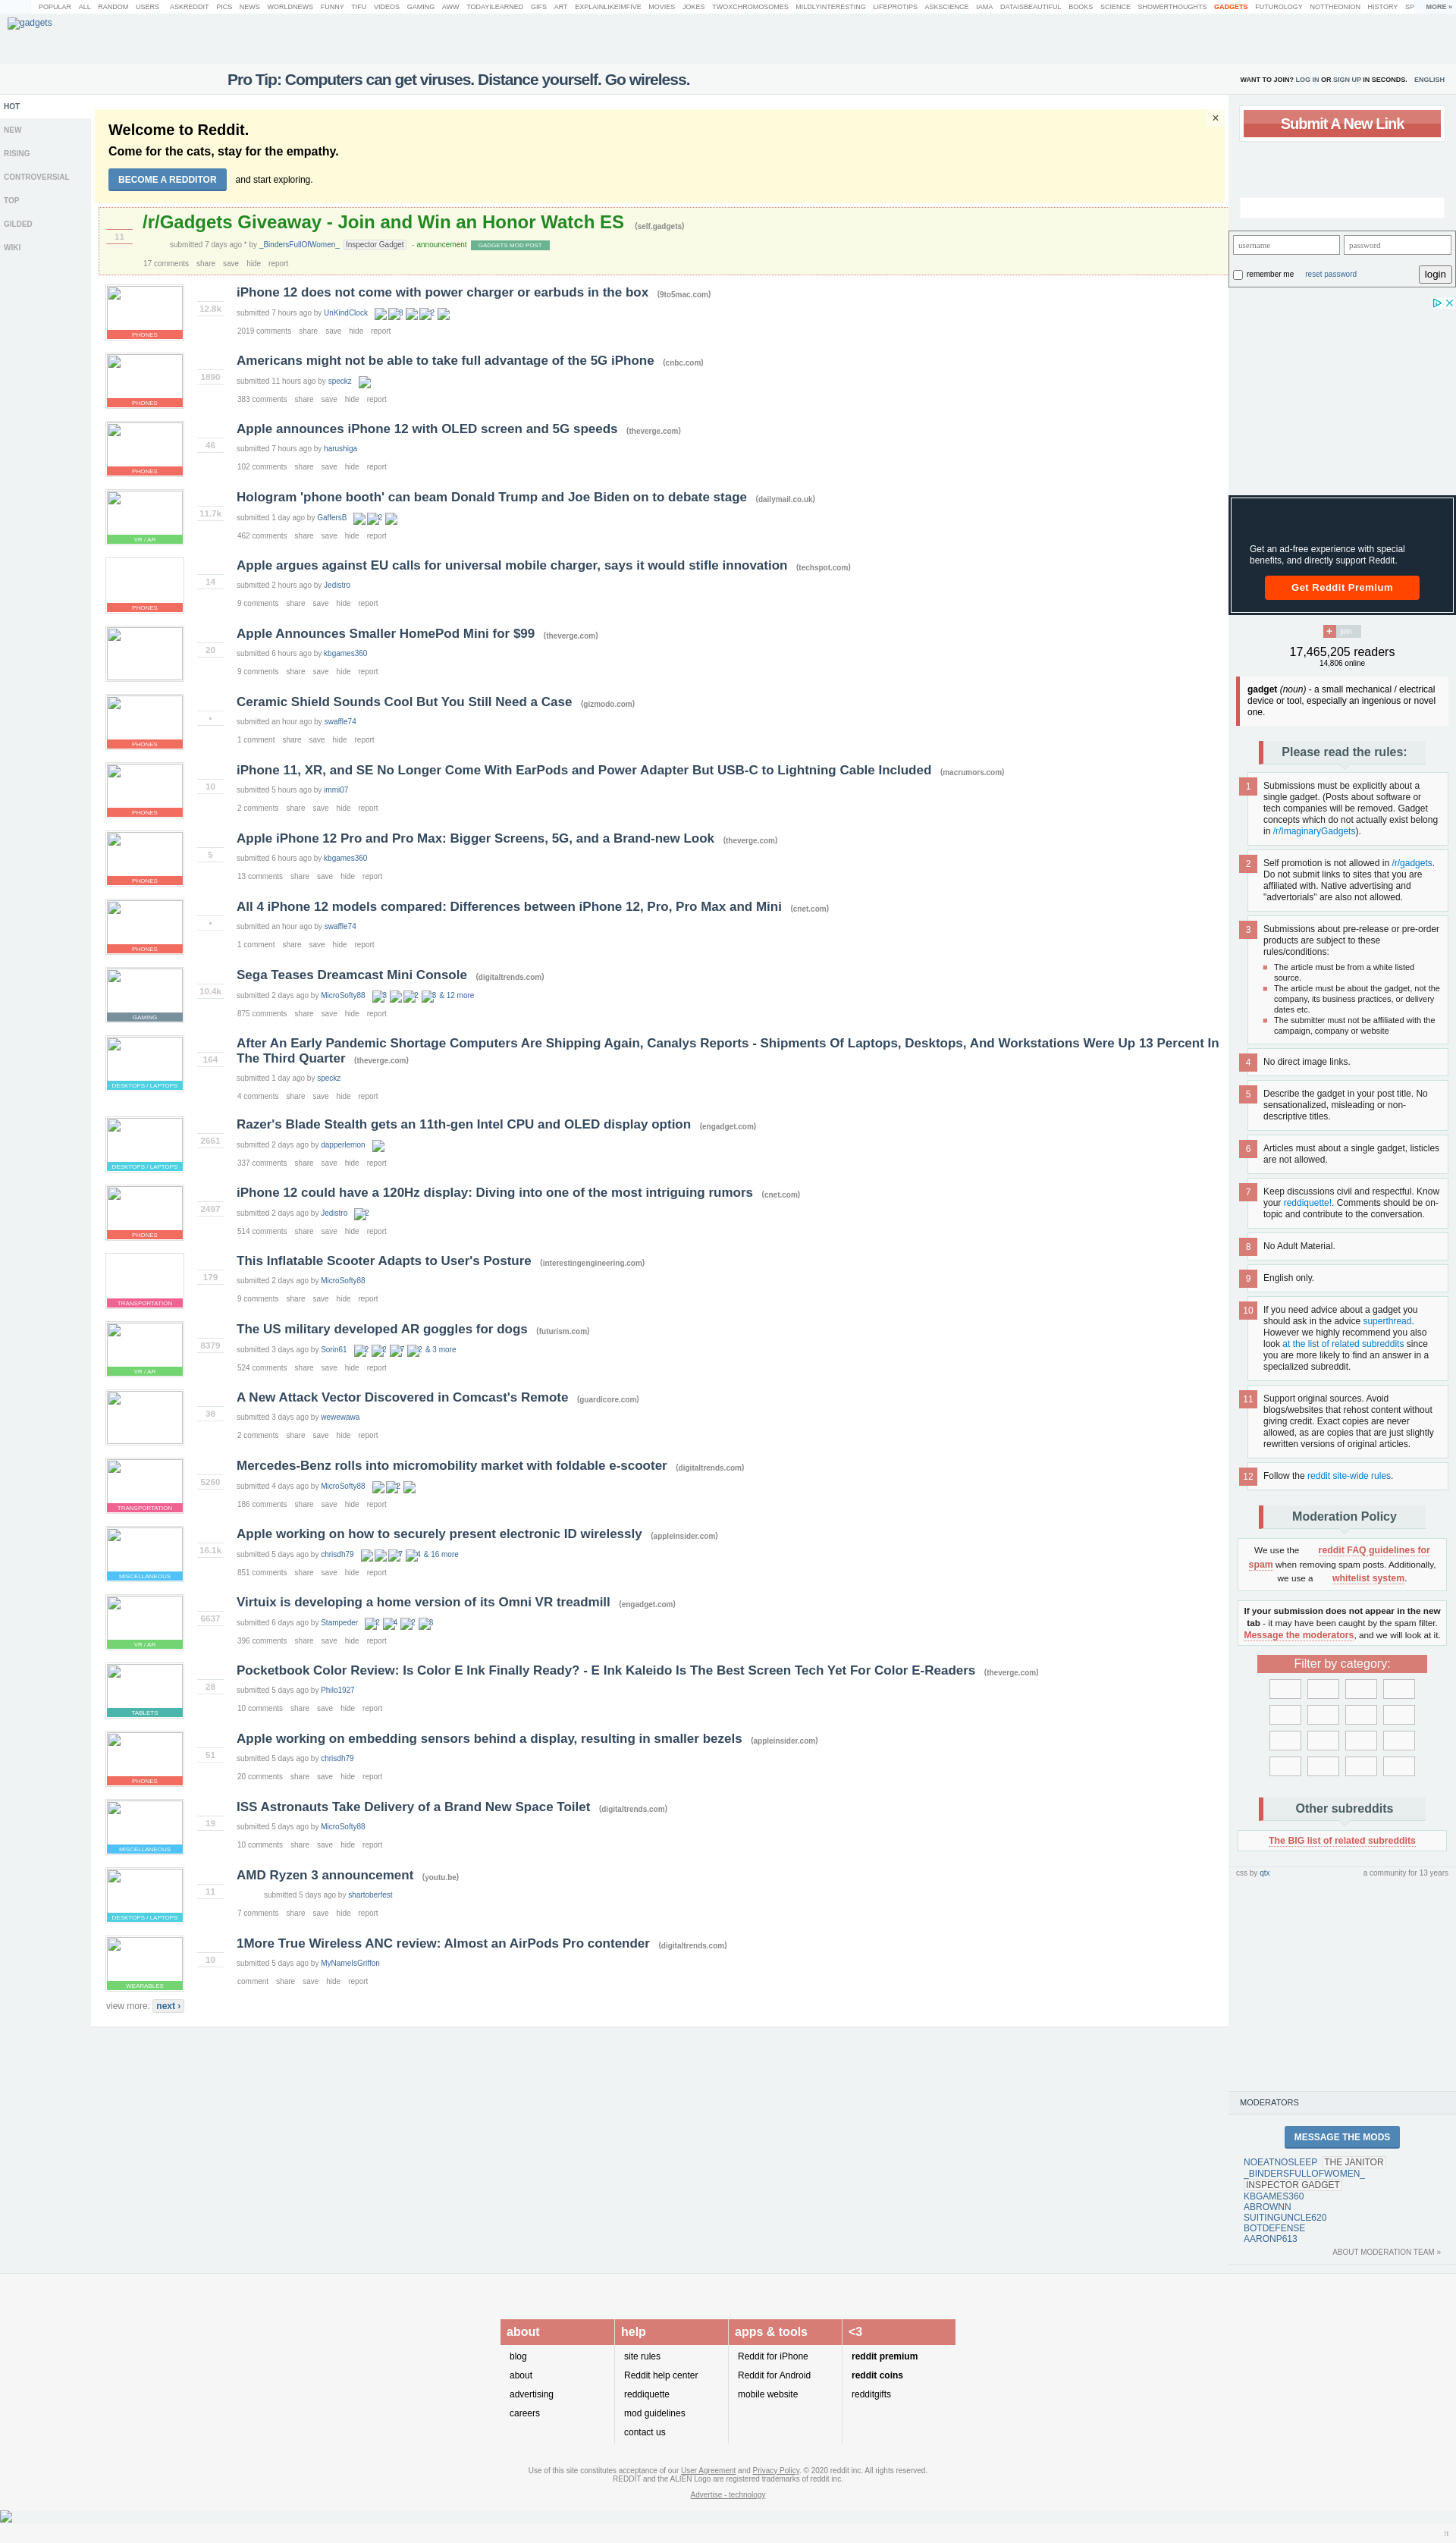 POPULAR ALL RANDOM USERS ASKREDDIT PICS NEWS WORLDNEWS FUNNY TIFU VIDEOS GAMING AWW TODAYILEARNED GIFS ART EXPLAINLIKEIMFIVE MOVIES JOKES TWOXCHROMOSOMES MILDLYINTERESTING LIFEPROTIPS ASKSCIENCE IAMA DATAISBEAUTIFUL BOOKS SCIENCE SHOWERTHOUGHTS GADGETS FUTUROLOGY NOTTHEONION HISTORY SP MORE »
gadgets
Pro Tip: Computers can get viruses. Distance yourself. Go wireless.
WANT TO JOIN? LOG IN OR SIGN UP IN SECONDS. ENGLISH
HOT
NEW
RISING
CONTROVERSIAL
TOP
GILDED
WIKI
×
Welcome to Reddit.
Come for the cats, stay for the empathy.
BECOME A REDDITOR and start exploring.
11
/r/Gadgets Giveaway - Join and Win an Honor Watch ES (self.gadgets)
submitted 7 days ago * by _BindersFullOfWomen_ Inspector Gadget - announcement GADGETS MOD POST
17 comments share save hide report
PHONES
12.8k
iPhone 12 does not come with power charger or earbuds in the box (9to5mac.com)
submitted 7 hours ago by UnKindClock 3 2
2019 comments share save hide report
PHONES
1890
Americans might not be able to take full advantage of the 5G iPhone (cnbc.com)
submitted 11 hours ago by speckz
383 comments share save hide report
PHONES
46
Apple announces iPhone 12 with OLED screen and 5G speeds (theverge.com)
submitted 7 hours ago by harushiga
102 comments share save hide report
VR / AR
11.7k
Hologram 'phone booth' can beam Donald Trump and Joe Biden on to debate stage (dailymail.co.uk)
submitted 1 day ago by GaffersB 2
462 comments share save hide report
PHONES
14
Apple argues against EU calls for universal mobile charger, says it would stifle innovation (techspot.com)
submitted 2 hours ago by Jedistro
9 comments share save hide report
20
Apple Announces Smaller HomePod Mini for $99 (theverge.com)
submitted 6 hours ago by kbgames360
9 comments share save hide report
PHONES
•
Ceramic Shield Sounds Cool But You Still Need a Case (gizmodo.com)
submitted an hour ago by swaffle74
1 comment share save hide report
PHONES
10
iPhone 11, XR, and SE No Longer Come With EarPods and Power Adapter But USB-C to Lightning Cable Included (macrumors.com)
submitted 5 hours ago by immi07
2 comments share save hide report
PHONES
5
Apple iPhone 12 Pro and Pro Max: Bigger Screens, 5G, and a Brand-new Look (theverge.com)
submitted 6 hours ago by kbgames360
13 comments share save hide report
PHONES
•
All 4 iPhone 12 models compared: Differences between iPhone 12, Pro, Pro Max and Mini (cnet.com)
submitted an hour ago by swaffle74
1 comment share save hide report
GAMING
10.4k
Sega Teases Dreamcast Mini Console (digitaltrends.com)
submitted 2 days ago by MicroSofty88 3 2 3 & 12 more
875 comments share save hide report
DESKTOPS / LAPTOPS
164
After An Early Pandemic Shortage Computers Are Shipping Again, Canalys Reports - Shipments Of Laptops, Desktops, And Workstations Were Up 13 Percent In
The Third Quarter (theverge.com)
submitted 1 day ago by speckz
4 comments share save hide report
DESKTOPS / LAPTOPS
2661
Razer's Blade Stealth gets an 11th-gen Intel CPU and OLED display option (engadget.com)
submitted 2 days ago by dapperlemon
337 comments share save hide report
PHONES
2497
iPhone 12 could have a 120Hz display: Diving into one of the most intriguing rumors (cnet.com)
submitted 2 days ago by Jedistro 2
514 comments share save hide report
TRANSPORTATION
179
This Inflatable Scooter Adapts to User's Posture (interestingengineering.com)
submitted 2 days ago by MicroSofty88
9 comments share save hide report
VR / AR
8379
The US military developed AR goggles for dogs (futurism.com)
submitted 3 days ago by Sorin61 2 2 7 2 & 3 more
524 comments share save hide report
38
A New Attack Vector Discovered in Comcast's Remote (guardicore.com)
submitted 3 days ago by wewewawa
2 comments share save hide report
TRANSPORTATION
5260
Mercedes-Benz rolls into micromobility market with foldable e-scooter (digitaltrends.com)
submitted 4 days ago by MicroSofty88 2
186 comments share save hide report
MISCELLANEOUS
16.1k
Apple working on how to securely present electronic ID wirelessly (appleinsider.com)
submitted 5 days ago by chrisdh79 7 4 & 16 more
851 comments share save hide report
VR / AR
6637
Virtuix is developing a home version of its Omni VR treadmill (engadget.com)
submitted 6 days ago by Stampeder 2 4 2 3
396 comments share save hide report
TABLETS
28
Pocketbook Color Review: Is Color E Ink Finally Ready? - E Ink Kaleido Is The Best Screen Tech Yet For Color E-Readers (theverge.com)
submitted 5 days ago by Philo1927
10 comments share save hide report
PHONES
51
Apple working on embedding sensors behind a display, resulting in smaller bezels (appleinsider.com)
submitted 5 days ago by chrisdh79
20 comments share save hide report
MISCELLANEOUS
19
ISS Astronauts Take Delivery of a Brand New Space Toilet (digitaltrends.com)
submitted 5 days ago by MicroSofty88
10 comments share save hide report
DESKTOPS / LAPTOPS
11
AMD Ryzen 3 announcement (youtu.be)
submitted 5 days ago by shartoberfest
7 comments share save hide report
WEARABLES
10
1More True Wireless ANC review: Almost an AirPods Pro contender (digitaltrends.com)
submitted 5 days ago by MyNameIsGriffon
comment share save hide report
view more: next ›
Submit A New Link
username password
remember me reset password login
Get an ad-free experience with special
benefits, and directly support Reddit.
Get Reddit Premium
+ join
17,465,205 readers
14,806 online
gadget (noun) - a small mechanical / electrical
device or tool, especially an ingenious or novel
one.
Please read the rules:
1 Submissions must be explicitly about a
single gadget. (Posts about software or
tech companies will be removed. Gadget
concepts which do not actually exist belong
in /r/ImaginaryGadgets).
2 Self promotion is not allowed in /r/gadgets.
Do not submit links to sites that you are
affiliated with. Native advertising and
"advertorials" are also not allowed.
3 Submissions about pre-release or pre-order
products are subject to these
rules/conditions:
The article must be from a white listed
source.
The article must be about the gadget, not the
company, its business practices, or delivery
dates etc.
The submitter must not be affiliated with the
campaign, company or website
4 No direct image links.
5 Describe the gadget in your post title. No
sensationalized, misleading or non-
descriptive titles.
6 Articles must about a single gadget, listicles
are not allowed.
7 Keep discussions civil and respectful. Know
your reddiquette!. Comments should be on-
topic and contribute to the conversation.
8 No Adult Material.
9 English only.
10 If you need advice about a gadget you
should ask in the advice superthread.
However we highly recommend you also
look at the list of related subreddits since
you are more likely to find an answer in a
specialized subreddit.
11 Support original sources. Avoid
blogs/websites that rehost content without
giving credit. Exact copies are never
allowed, as are copies that are just slightly
rewritten versions of original articles.
12 Follow the reddit site-wide rules.
Moderation Policy
We use the reddit FAQ guidelines for
spam when removing spam posts. Additionally,
we use a whitelist system.
If your submission does not appear in the new
tab - it may have been caught by the spam filter.
Message the moderators, and we will look at it.
Filter by category:
Other subreddits
The BIG list of related subreddits
css by qtx a community for 13 years
MODERATORS
MESSAGE THE MODS
NOEATNOSLEEP THE JANITOR
_BINDERSFULLOFWOMEN_
INSPECTOR GADGET
KBGAMES360
ABROWNN
SUITINGUNCLE620
BOTDEFENSE
AARONP613
ABOUT MODERATION TEAM »
about
blog
about
advertising
careers
help
site rules
Reddit help center
reddiquette
mod guidelines
contact us
apps & tools
Reddit for iPhone
Reddit for Android
mobile website
<3
reddit premium
reddit coins
redditgifts
Use of this site constitutes acceptance of our User Agreement and Privacy Policy. © 2020 reddit inc. All rights reserved.
REDDIT and the ALIEN Logo are registered trademarks of reddit inc.
Advertise - technology
π